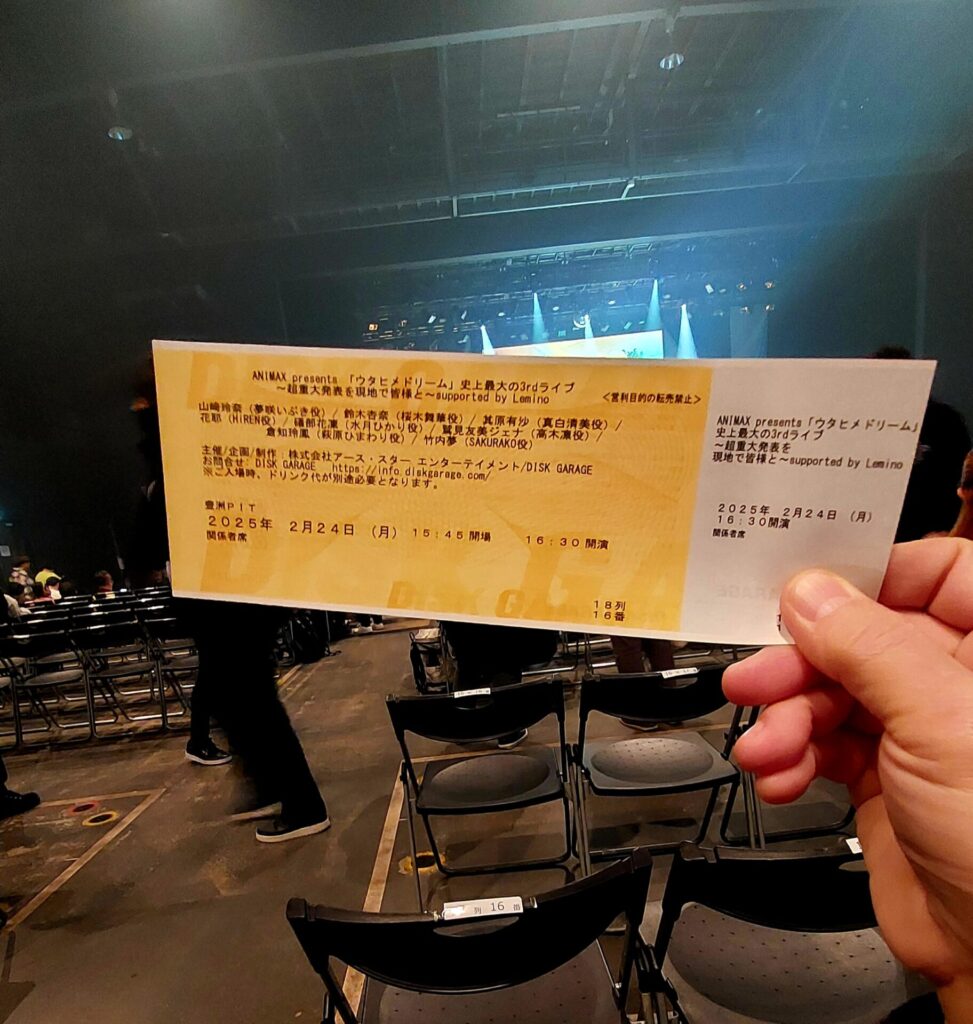 ANIMAX presents 「ウタヒメドリーム」史上最大の3rdライブ
～超重大発表を現地で皆様と～supported by Lemino
＜営利目的の転売禁止＞
山崎玲奈（夢咲いぶき役）/ 鈴木杏奈（桜木舞華役）/ 其原有沙（真白清美役）/
花耶（HIREN役）/ 礒部花凜（水月ひかり役）/ 鷲見友美ジェナ（高木凛役）/
倉知玲鳳（萩原ひまわり役）/ 竹内夢（SAKURAKO役）
主催/企画/制作：株式会社アース・スター エンターテイメント/DISK GARAGE
お問合せ：DISK GARAGE　https://info.diskgarage.com/
※ご入場時、ドリンク代が別途必要となります。
豊洲ＰＩＴ
２０２５年　２月２４日　（月）　１５：４５開場　　１６：３０開演
関係者席
１８列
１６番
DISK GA
ANIMAX presents「ウタヒメドリーム」
史上最大の3rdライブ
～超重大発表を
現地で皆様と～supported by Lemino
２０２５年　２月２４日　（月）
１６：３０開演
関係者席
列 16 番